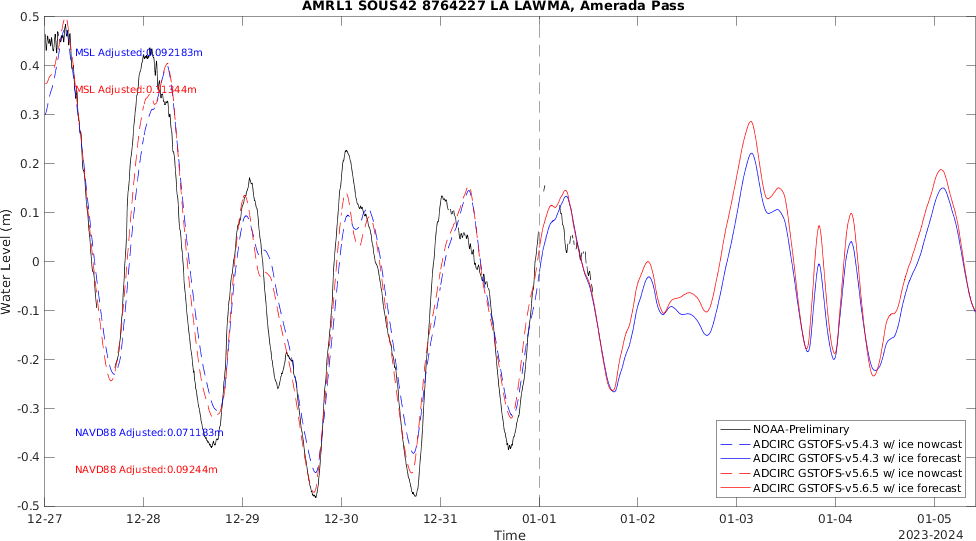 AMRL1 SOUS42 8764227 LA LAWMA, Amerada Pass
0.5
MSL Adjusted:0.092183m
0.4
MSL Adjusted:0.11344m
0.3
0.2
0.1
0
-0.1
-0.2
-0.3
-0.4
-0.5
Water Level (m)
NAVD88 Adjusted:0.071183m
NAVD88 Adjusted:0.09244m
NOAA-Preliminary
ADCIRC GSTOFS-v5.4.3 w/ ice nowcast
ADCIRC GSTOFS-v5.4.3 w/ ice forecast
ADCIRC GSTOFS-v5.6.5 w/ ice nowcast
ADCIRC GSTOFS-v5.6.5 w/ ice forecast
12-27 12-28 12-29 12-30 12-31 01-01 01-02 01-03 01-04 01-05
Time
2023-2024